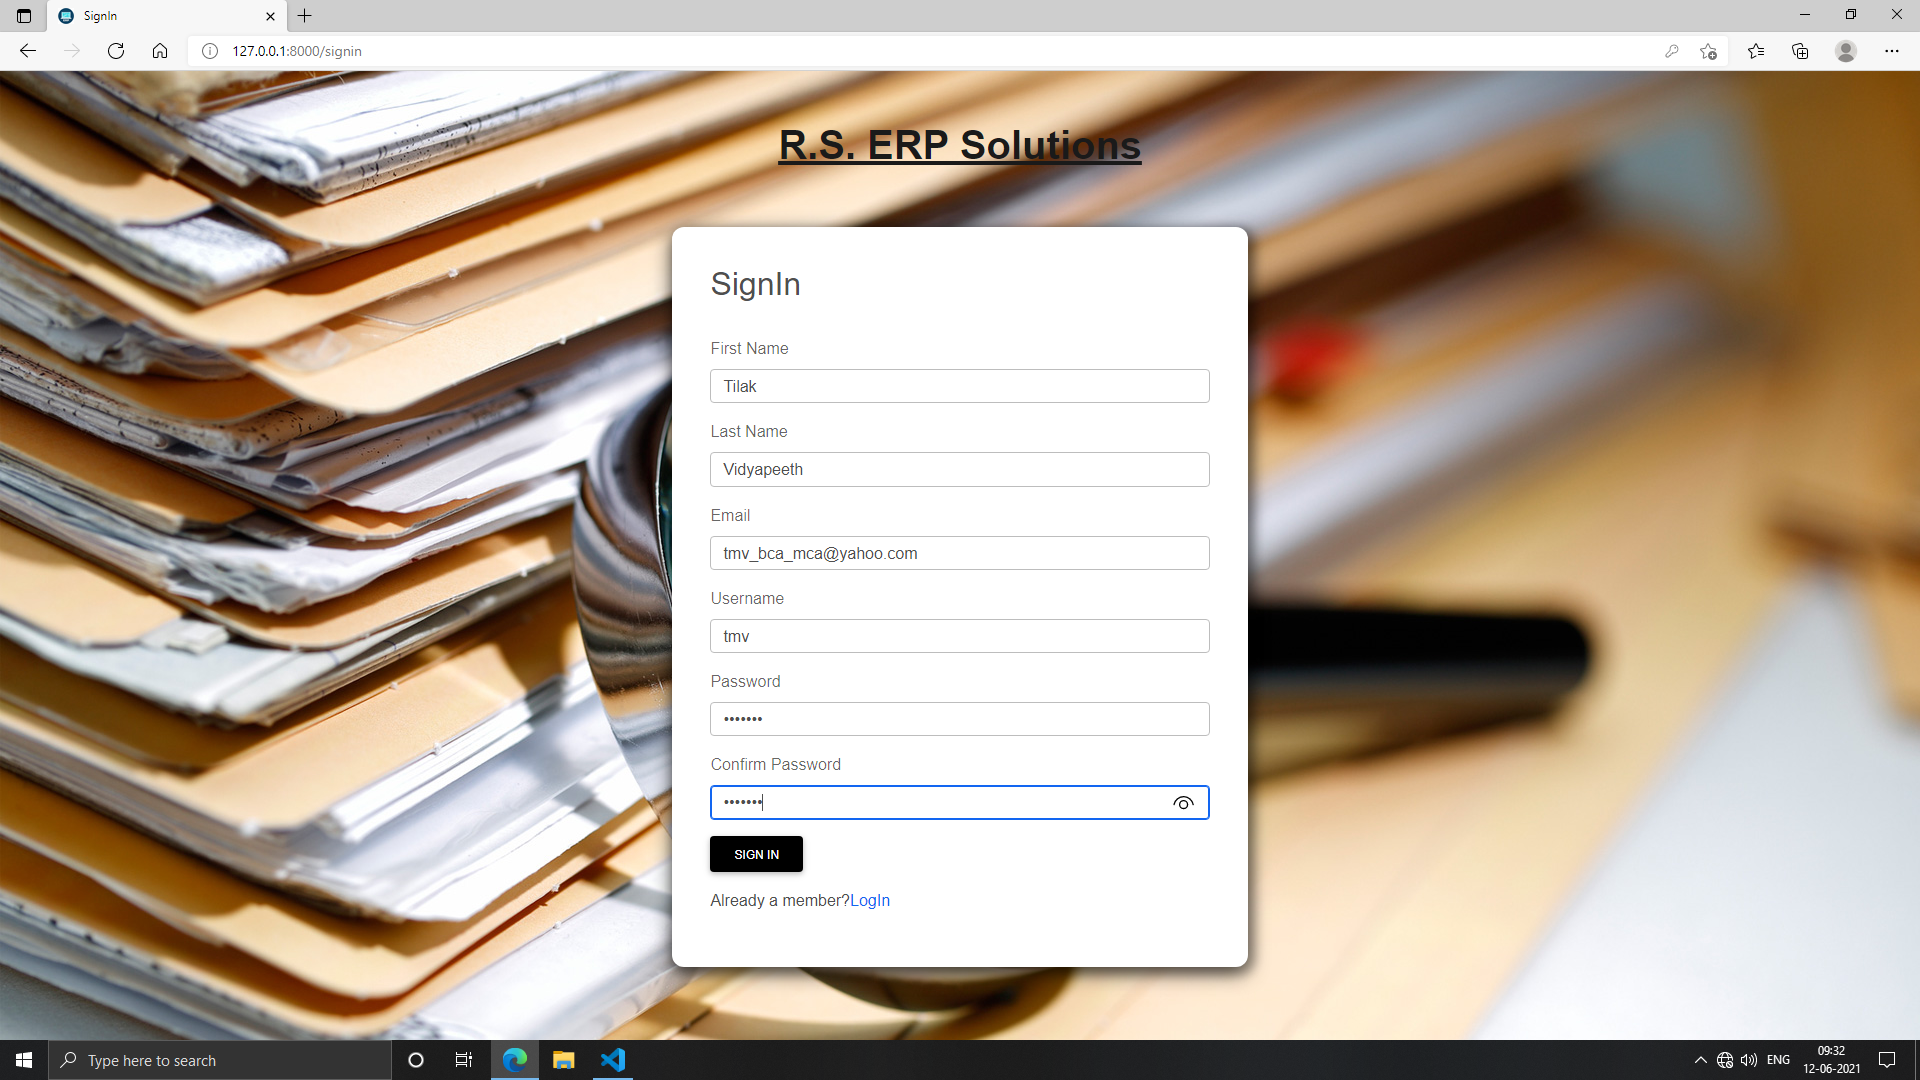 SignIn
127.0.0.1:8000/signin
R.S. ERP Solutions
SignIn
First Name
Tilak
Last Name
Vidyapeeth
Email
tmv_bca_mca@yahoo.com
Username
tmv
Password
•••••••
Confirm Password
•••••••
SIGN IN
Already a member?LogIn
Type here to search
ENG
09:32
12-06-2021